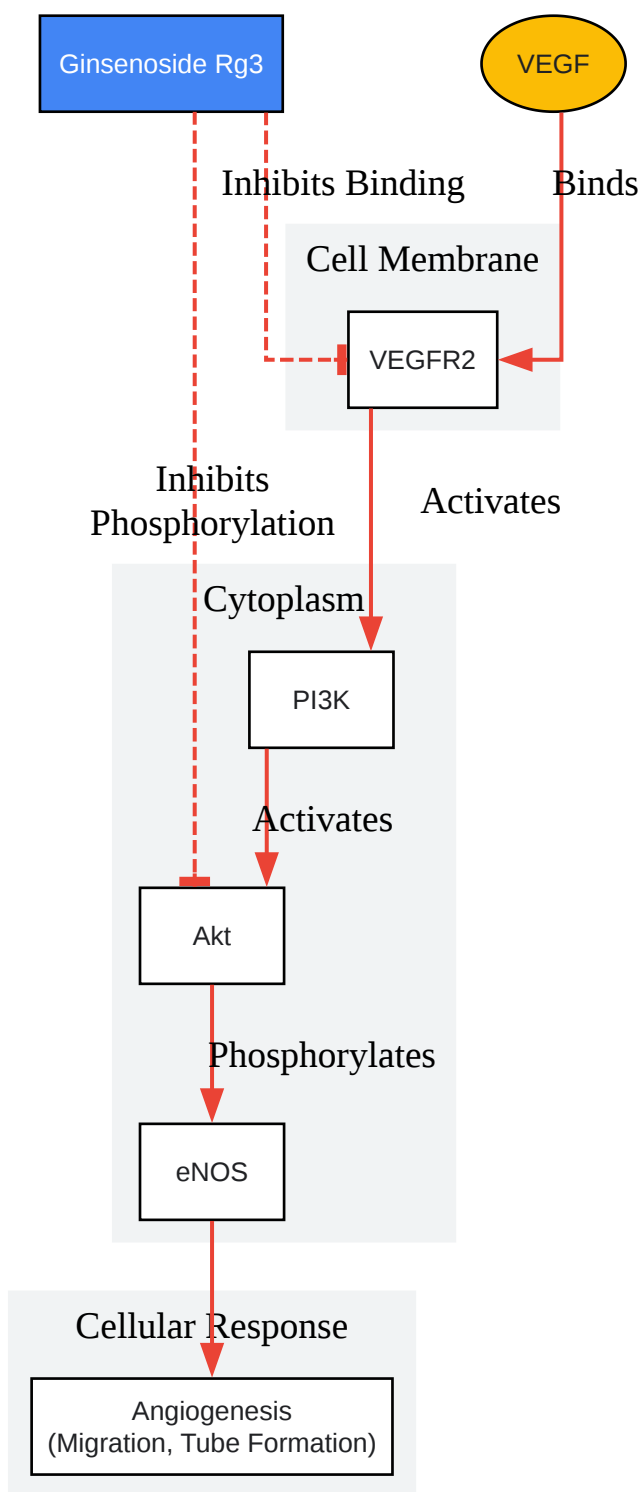 Ginsenoside Rg3
VEGF
Inhibits Binding
Binds
Cell Membrane
VEGFR2
Inhibits
Phosphorylation
Activates
Cytoplasm
PI3K
Activates
Akt
Phosphorylates
eNOS
Cellular Response
Angiogenesis
(Migration, Tube Formation)